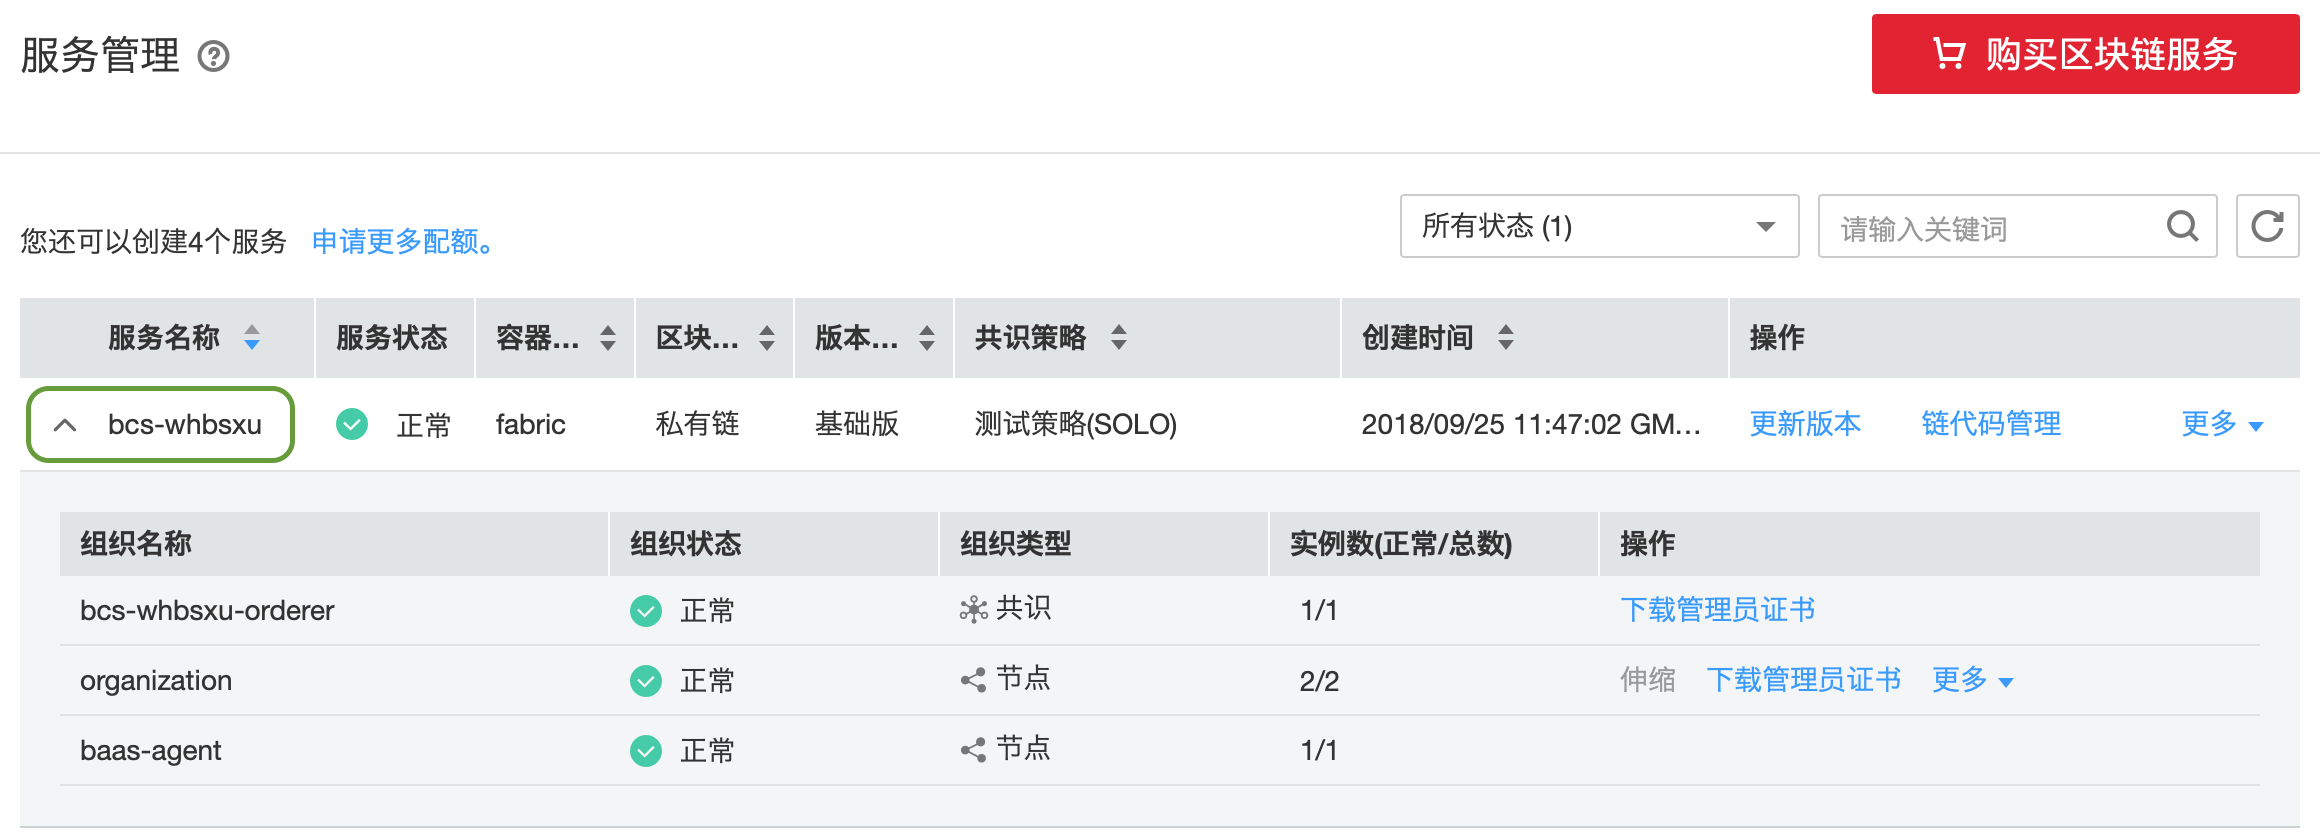 服务管理
购买区块链服务
您还可以创建4个服务 申请更多配额。 所有状态 (1) 请输入关键词
服务名称 服务状态 容器... 区块... 版本... 共识策略 创建时间 操作
bcs-whbsxu 正常 fabric 私有链 基础版 测试策略(SOLO) 2018/09/25 11:47:02 GM... 更新版本 链代码管理 更多
组织名称 组织状态 组织类型 实例数(正常/总数) 操作
bcs-whbsxu-orderer 正常 共识 1/1 下载管理员证书
organization 正常 节点 2/2 伸缩 下载管理员证书 更多
baas-agent 正常 节点 1/1